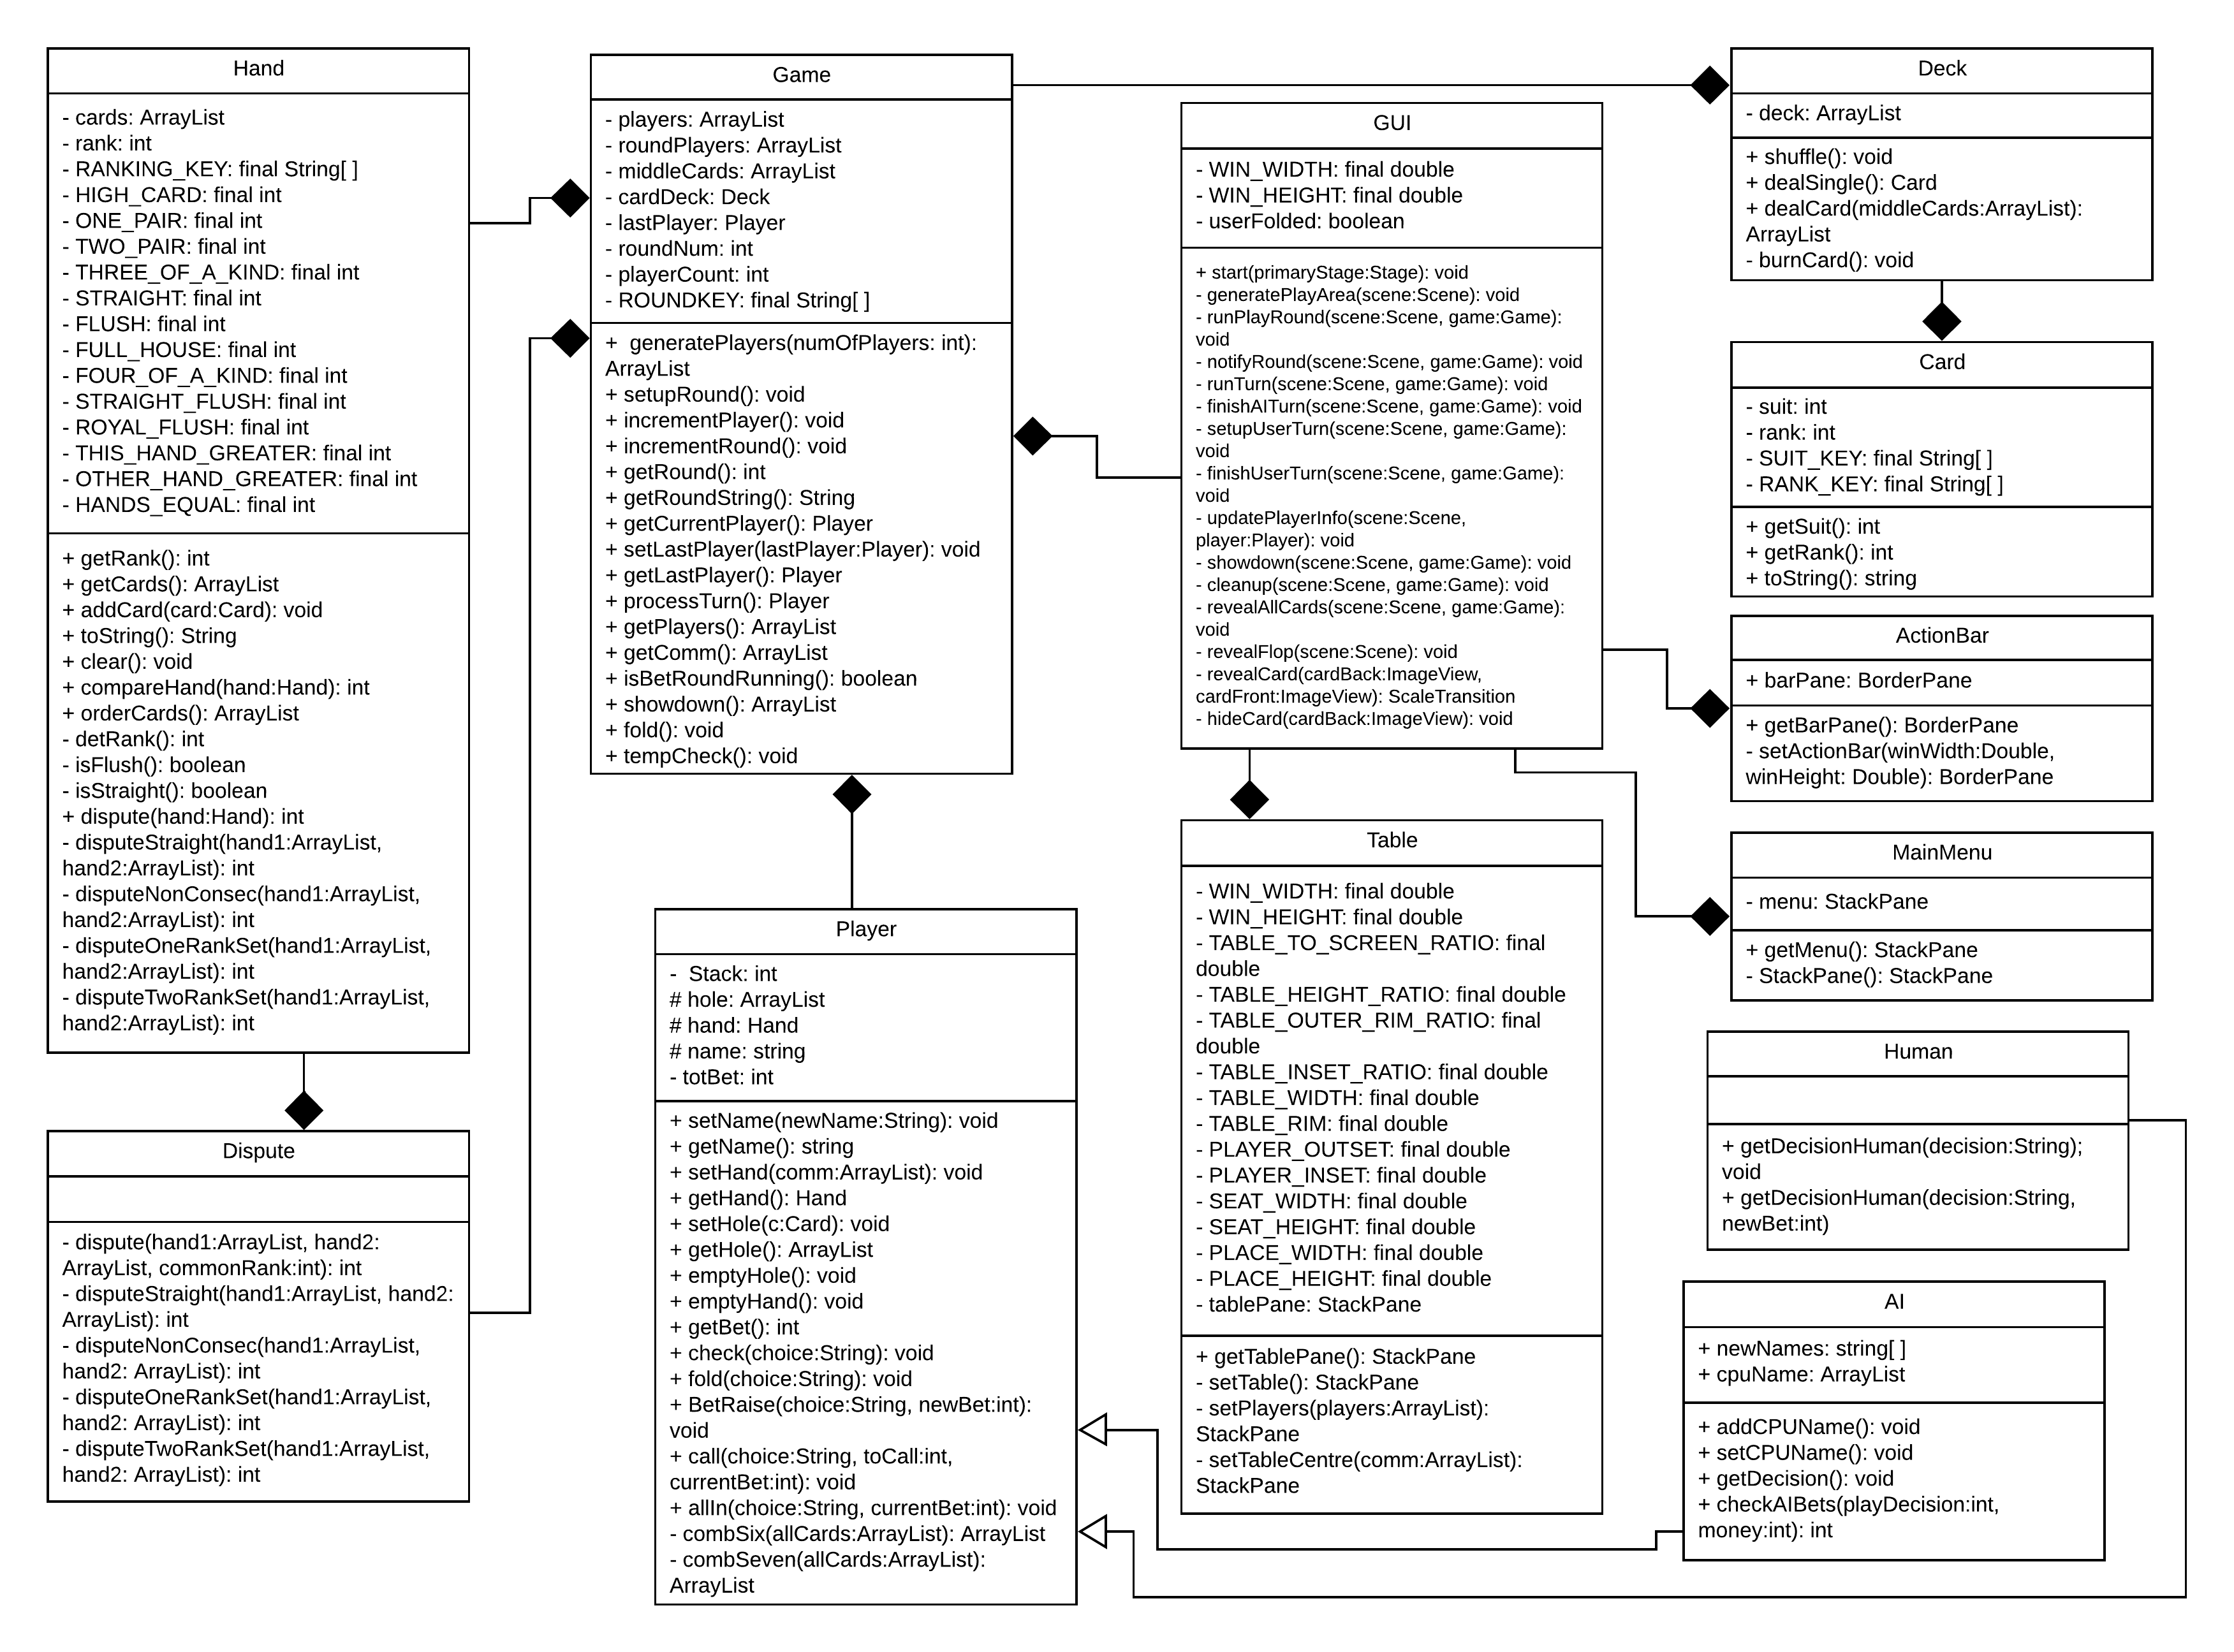 Hand
- cards: ArrayList
- rank: int
- RANKING_KEY: final String[ ]
- HIGH_CARD: final int
- ONE_PAIR: final int
- TWO_PAIR: final int
- THREE_OF_A_KIND: final int
- STRAIGHT: final int
- FLUSH: final int
- FULL_HOUSE: final int
- FOUR_OF_A_KIND: final int
- STRAIGHT_FLUSH: final int
- ROYAL_FLUSH: final int
- THIS_HAND_GREATER: final int
- OTHER_HAND_GREATER: final int
- HANDS_EQUAL: final int
+ getRank(): int
+ getCards(): ArrayList
+ addCard(card:Card): void
+ toString(): String
+ clear(): void
+ compareHand(hand:Hand): int
+ orderCards(): ArrayList
- detRank(): int
- isFlush(): boolean
- isStraight(): boolean
+ dispute(hand:Hand): int
- disputeStraight(hand1:ArrayList,
hand2:ArrayList): int
- disputeNonConsec(hand1:ArrayList,
hand2:ArrayList): int
- disputeOneRankSet(hand1:ArrayList,
hand2:ArrayList): int
- disputeTwoRankSet(hand1:ArrayList,
hand2:ArrayList): int
Dispute
- dispute(hand1:ArrayList, hand2:
ArrayList, commonRank:int): int
- disputeStraight(hand1:ArrayList, hand2:
ArrayList): int
- disputeNonConsec(hand1:ArrayList,
hand2: ArrayList): int
- disputeOneRankSet(hand1:ArrayList,
hand2: ArrayList): int
- disputeTwoRankSet(hand1:ArrayList,
hand2: ArrayList): int
Game
- players: ArrayList
- roundPlayers: ArrayList
- middleCards: ArrayList
- cardDeck: Deck
- lastPlayer: Player
- roundNum: int
- playerCount: int
- ROUNDKEY: final String[ ]
+  generatePlayers(numOfPlayers: int):
ArrayList
+ setupRound(): void
+ incrementPlayer(): void
+ incrementRound(): void
+ getRound(): int
+ getRoundString(): String
+ getCurrentPlayer(): Player
+ setLastPlayer(lastPlayer:Player): void
+ getLastPlayer(): Player
+ processTurn(): Player
+ getPlayers(): ArrayList
+ getComm(): ArrayList
+ isBetRoundRunning(): boolean
+ showdown(): ArrayList
+ fold(): void
+ tempCheck(): void
Player
-  Stack: int
# hole: ArrayList
# hand: Hand
# name: string
- totBet: int
+ setName(newName:String): void
+ getName(): string
+ setHand(comm:ArrayList): void
+ getHand(): Hand
+ setHole(c:Card): void
+ getHole(): ArrayList
+ emptyHole(): void
+ emptyHand(): void
+ getBet(): int
+ check(choice:String): void
+ fold(choice:String): void
+ BetRaise(choice:String, newBet:int):
void
+ call(choice:String, toCall:int,
currentBet:int): void
+ allIn(choice:String, currentBet:int): void
- combSix(allCards:ArrayList): ArrayList
- combSeven(allCards:ArrayList):
ArrayList
GUI
- WIN_WIDTH: final double
- WIN_HEIGHT: final double
- userFolded: boolean
+ start(primaryStage:Stage): void
- generatePlayArea(scene:Scene): void
- runPlayRound(scene:Scene, game:Game):
void
- notifyRound(scene:Scene, game:Game): void
- runTurn(scene:Scene, game:Game): void
- finishAITurn(scene:Scene, game:Game): void
- setupUserTurn(scene:Scene, game:Game):
void
- finishUserTurn(scene:Scene, game:Game):
void
- updatePlayerInfo(scene:Scene,
player:Player): void
- showdown(scene:Scene, game:Game): void
- cleanup(scene:Scene, game:Game): void
- revealAllCards(scene:Scene, game:Game):
void
- revealFlop(scene:Scene): void
- revealCard(cardBack:ImageView,
cardFront:ImageView): ScaleTransition
- hideCard(cardBack:ImageView): void
Table
- WIN_WIDTH: final double
- WIN_HEIGHT: final double
- TABLE_TO_SCREEN_RATIO: final
double
- TABLE_HEIGHT_RATIO: final double
- TABLE_OUTER_RIM_RATIO: final
double
- TABLE_INSET_RATIO: final double
- TABLE_WIDTH: final double
- TABLE_RIM: final double
- PLAYER_OUTSET: final double
- PLAYER_INSET: final double
- SEAT_WIDTH: final double
- SEAT_HEIGHT: final double
- PLACE_WIDTH: final double
- PLACE_HEIGHT: final double
- tablePane: StackPane
+ getTablePane(): StackPane
- setTable(): StackPane
- setPlayers(players:ArrayList):
StackPane
- setTableCentre(comm:ArrayList):
StackPane
Deck
- deck: ArrayList
+ shuffle(): void
+ dealSingle(): Card
+ dealCard(middleCards:ArrayList):
ArrayList
- burnCard(): void
Card
- suit: int
- rank: int
- SUIT_KEY: final String[ ]
- RANK_KEY: final String[ ]
+ getSuit(): int
+ getRank(): int
+ toString(): string
ActionBar
+ barPane: BorderPane
+ getBarPane(): BorderPane
- setActionBar(winWidth:Double,
winHeight: Double): BorderPane
MainMenu
- menu: StackPane
+ getMenu(): StackPane
- StackPane(): StackPane
Human
+ getDecisionHuman(decision:String);
void
+ getDecisionHuman(decision:String,
newBet:int)
AI
+ newNames: string[ ]
+ cpuName: ArrayList
+ addCPUName(): void
+ setCPUName(): void
+ getDecision(): void
+ checkAIBets(playDecision:int,
money:int): int